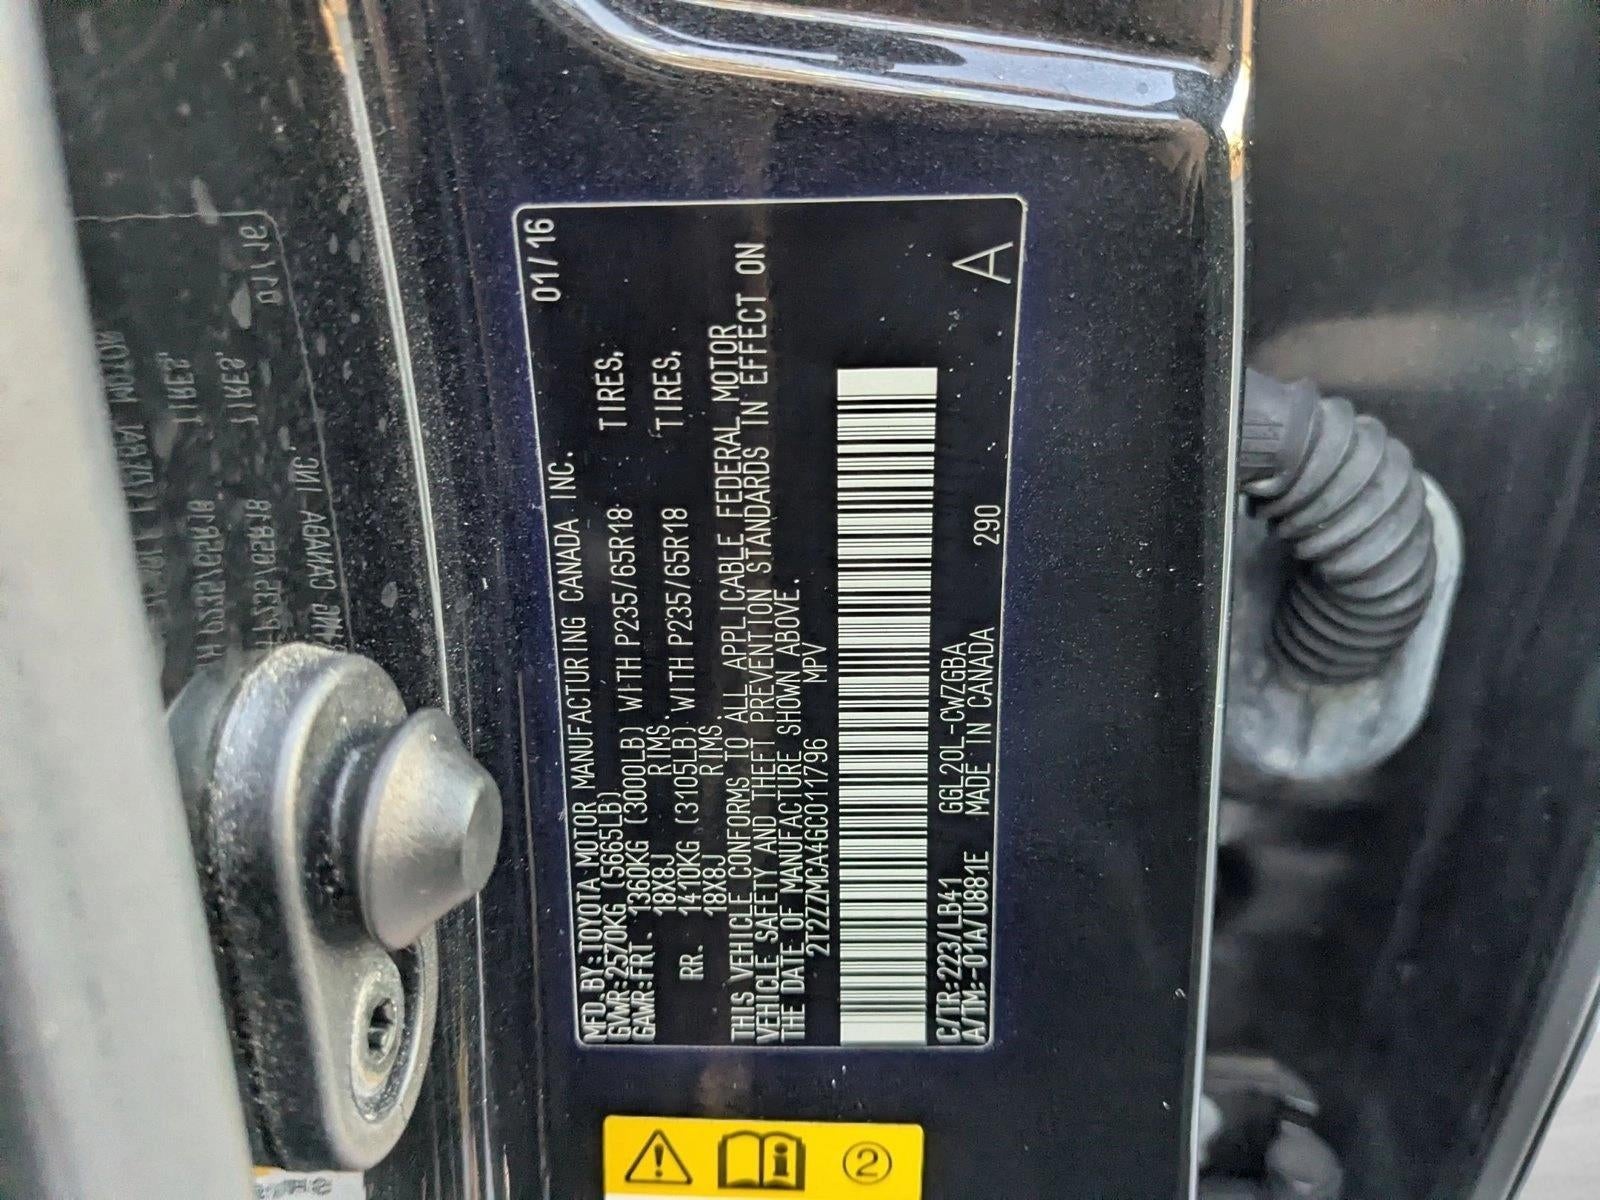 01/16
MFD. BY:TOYOTA MOTOR MANUFACTURING CANADA INC.
GVWR:2570KG (5665LB)
GAWR:FRT. 1360KG (3000LB) WITH P235/65R18 TIRES,
18X8J RIMS.
RR. 1410KG (3105LB) WITH P235/65R18 TIRES,
18X8J RIMS.
THIS VEHICLE CONFORMS TO ALL APPLICABLE FEDERAL MOTOR
VEHICLE SAFETY AND THEFT PREVENTION STANDARDS IN EFFECT ON
THE DATE OF MANUFACTURE SHOWN ABOVE.
2T2ZZMCA4GC011796 MPV
C/TR:223/LB41 GGL20L-CWZGBA
A/TM:-01A/U881E MADE IN CANADA 290 A
i 2